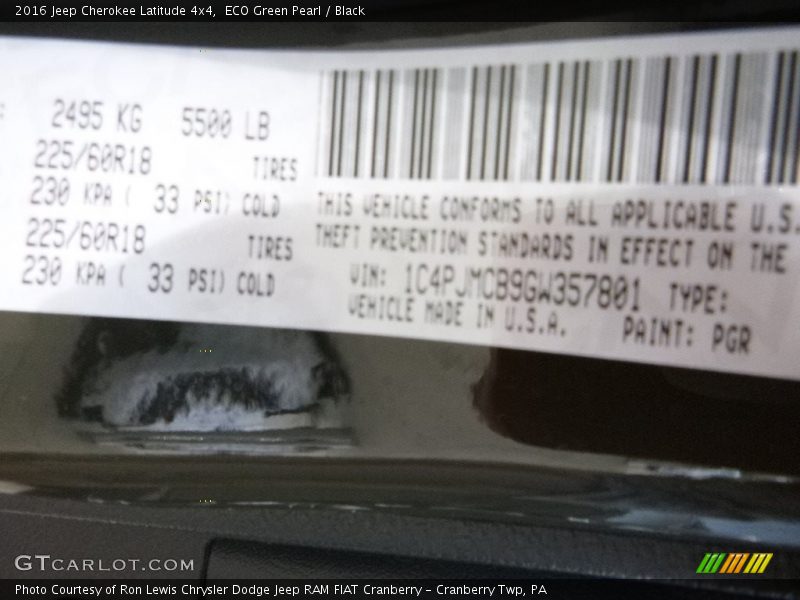 2016 Jeep Cherokee Latitude 4x4,  ECO Green Pearl / Black
2495 KG   5500 LB
225/60R18   TIRES
230 KPA (  33 PSI) COLD
225/60R18   TIRES
230 KPA (  33 PSI) COLD
THIS VEHICLE CONFORMS TO ALL APPLICABLE U.S.
THEFT PREVENTION STANDARDS IN EFFECT ON THE
VIN: 1C4PJMCB9GW357801   TYPE:
VEHICLE MADE IN U.S.A.   PAINT: PGR
GTCARLOT.COM
Photo Courtesy of Ron Lewis Chrysler Dodge Jeep RAM FIAT Cranberry – Cranberry Twp, PA